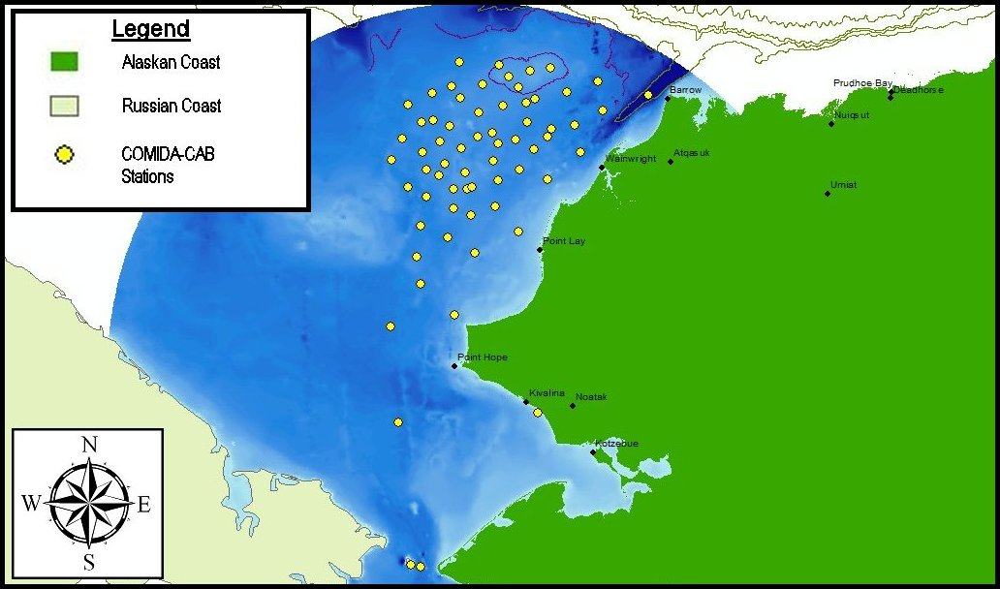 Legend
Alaskan Coast
Russian Coast
COMIDA-CAB
Stations
Barrow
Prudhoe Bay
Deadhorse
Nuiqsut
Wainwright
Atqasuk
Umiat
Point Lay
Point Hope
Kivalina
Noatak
Kotzebue
N
W
E
S